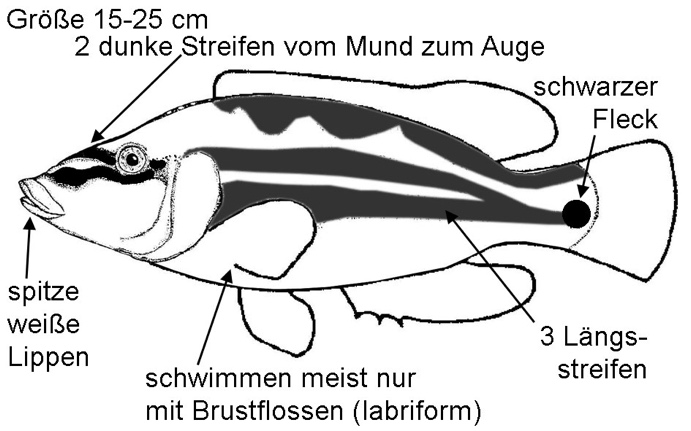 Größe 15-25 cm
2 dunke Streifen vom Mund zum Auge
schwarzer
Fleck
spitze
weiße
Lippen
3 Längs-
streifen
schwimmen meist nur
mit Brustflossen (labriform)